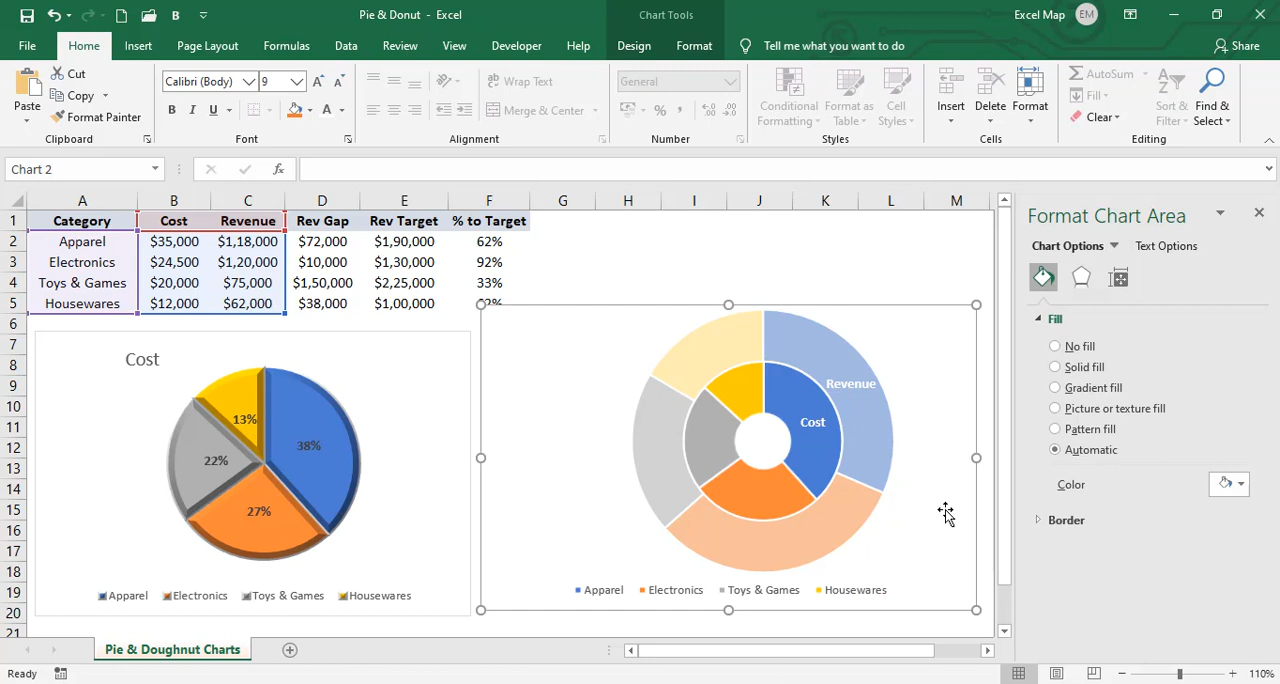 Pie & Donut - Excel
Chart Tools
Excel Map
EM
File
Home
Insert
Page Layout
Formulas
Data
Review
View
Developer
Help
Design
Format
Tell me what you want to do
Share
Paste
Cut
Copy
Format Painter
Clipboard
Calibri (Body)
9
B
I
U
Font
Wrap Text
Merge & Center
Alignment
General
%
Number
Conditional Formatting
Format as Table
Cell Styles
Styles
Insert
Delete
Format
Cells
AutoSum
Fill
Clear
Sort & Filter
Find & Select
Editing
Chart 2
fx
A B C D E F G H I J K L M
1 Category Cost Revenue Rev Gap Rev Target % to Target
2 Apparel $35,000 $1,18,000 $72,000 $1,90,000 62%
3 Electronics $24,500 $1,20,000 $10,000 $1,30,000 92%
4 Toys & Games $20,000 $75,000 $1,50,000 $2,25,000 33%
5 Housewares $12,000 $62,000 $38,000 $1,00,000
6
7
8
9
10
11
12
13
14
15
16
17
18
19
20
21
Cost
13%
38%
22%
27%
Apparel Electronics Toys & Games Housewares
Revenue
Cost
Apparel Electronics Toys & Games Housewares
Format Chart Area
Chart Options
Text Options
Fill
No fill
Solid fill
Gradient fill
Picture or texture fill
Pattern fill
Automatic
Color
Border
Pie & Doughnut Charts
Ready
110%